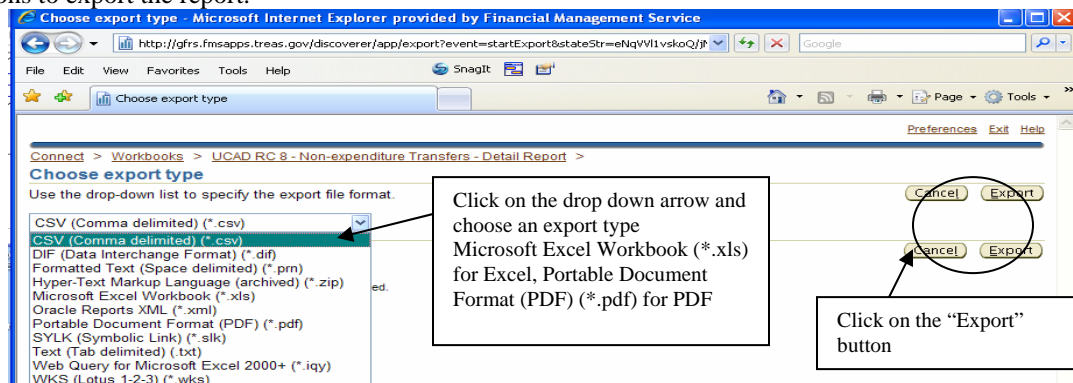 ons to export the report.
Choose export type - Microsoft Internet Explorer provided by Financial Management Service
http://gfrs.fmsapps.treas.gov/discoverer/app/export?event=startExport&stateStr=eNqVVl1vskoQ/j
Google
File Edit View Favorites Tools Help
SnagIt
Choose export type
Page
Tools
Preferences Exit Help
Connect > Workbooks > UCAD RC 8 - Non-expenditure Transfers - Detail Report >
Choose export type
Use the drop-down list to specify the export file format.
Cancel Export
CSV (Comma delimited) (*.csv)
CSV (Comma delimited) (*.csv)
DIF (Data Interchange Format) (*.dif)
Formatted Text (Space delimited) (*.prn)
Hyper-Text Markup Language (archived) (*.zip)
Microsoft Excel Workbook (*.xls)
Oracle Reports XML (*.xml)
Portable Document Format (PDF) (*.pdf)
SYLK (Symbolic Link) (*.slk)
Text (Tab delimited) (.txt)
Web Query for Microsoft Excel 2000+ (*.iqy)
WKS (Lotus 1-2-3) (*.wks)
ed.
Click on the drop down arrow and
choose an export type
Microsoft Excel Workbook (*.xls)
for Excel, Portable Document
Format (PDF) (*.pdf) for PDF
Cancel Export
Click on the “Export”
button